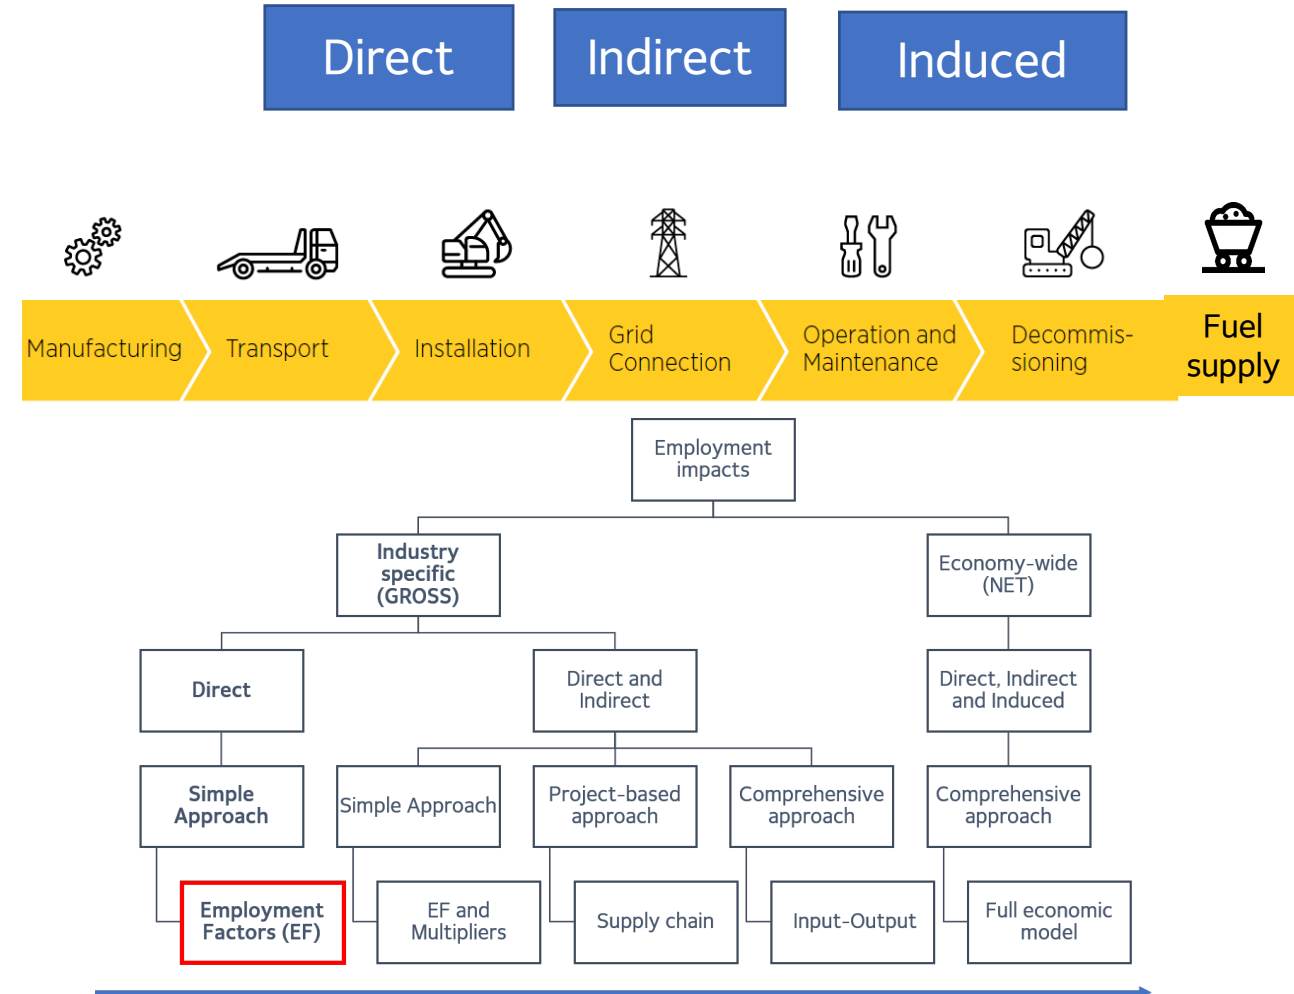 Direct
Indirect
Induced
Manufacturing
Transport
Installation
Grid
Connection
Operation and
Maintenance
Decommis-
sioning
Fuel
supply
Employment
impacts
Industry
specific
(GROSS)
Economy-wide
(NET)
Direct
Direct and
Indirect
Direct, Indirect
and Induced
Simple
Approach
Simple Approach
Project-based
approach
Comprehensive
approach
Comprehensive
approach
Employment
Factors (EF)
EF and
Multipliers
Supply chain
Input-Output
Full economic
model